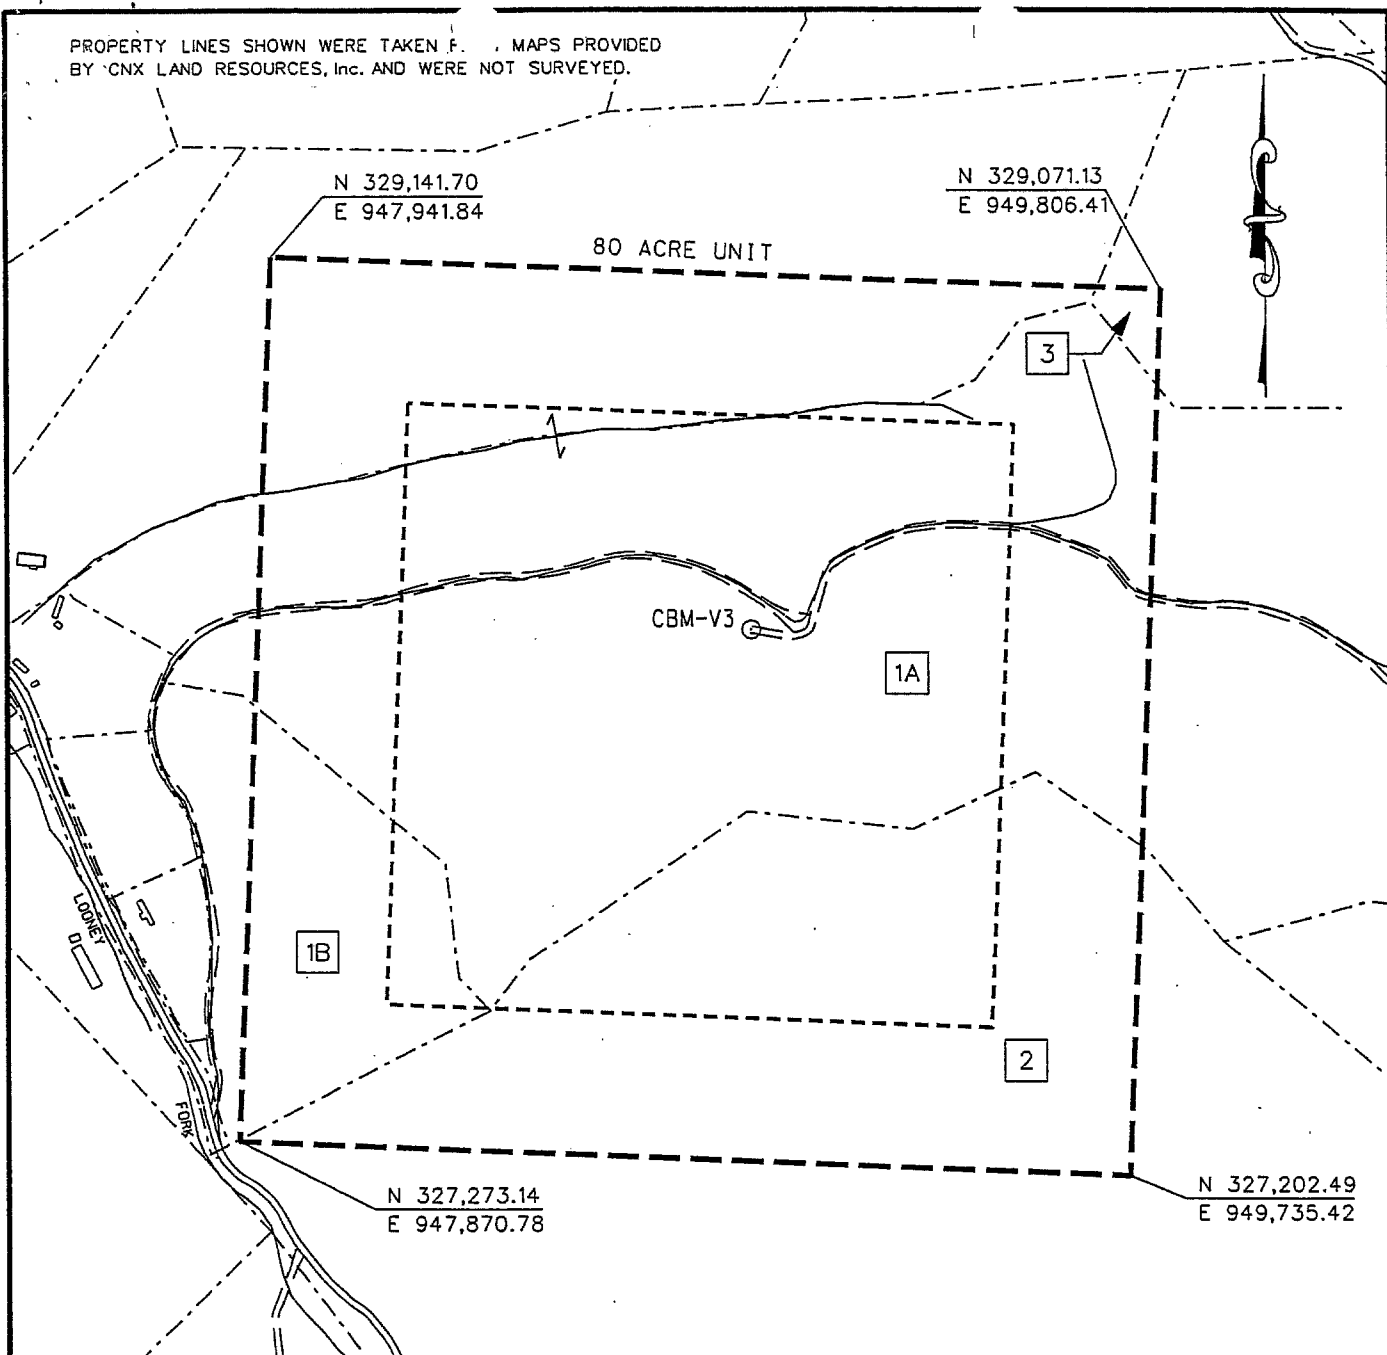 PROPERTY LINES SHOWN WERE TAKEN F. MAPS PROVIDED
BY CNX LAND RESOURCES, Inc. AND WERE NOT SURVEYED.
N 329,141.70
E 947,941.84
N 329,071.13
E 949,806.41
80 ACRE UNIT
3
CBM-V3
1A
LOONEY
1B
2
FORK
N 327,273.14
E 947,870.78
N 327,202.49
E 949,735.42